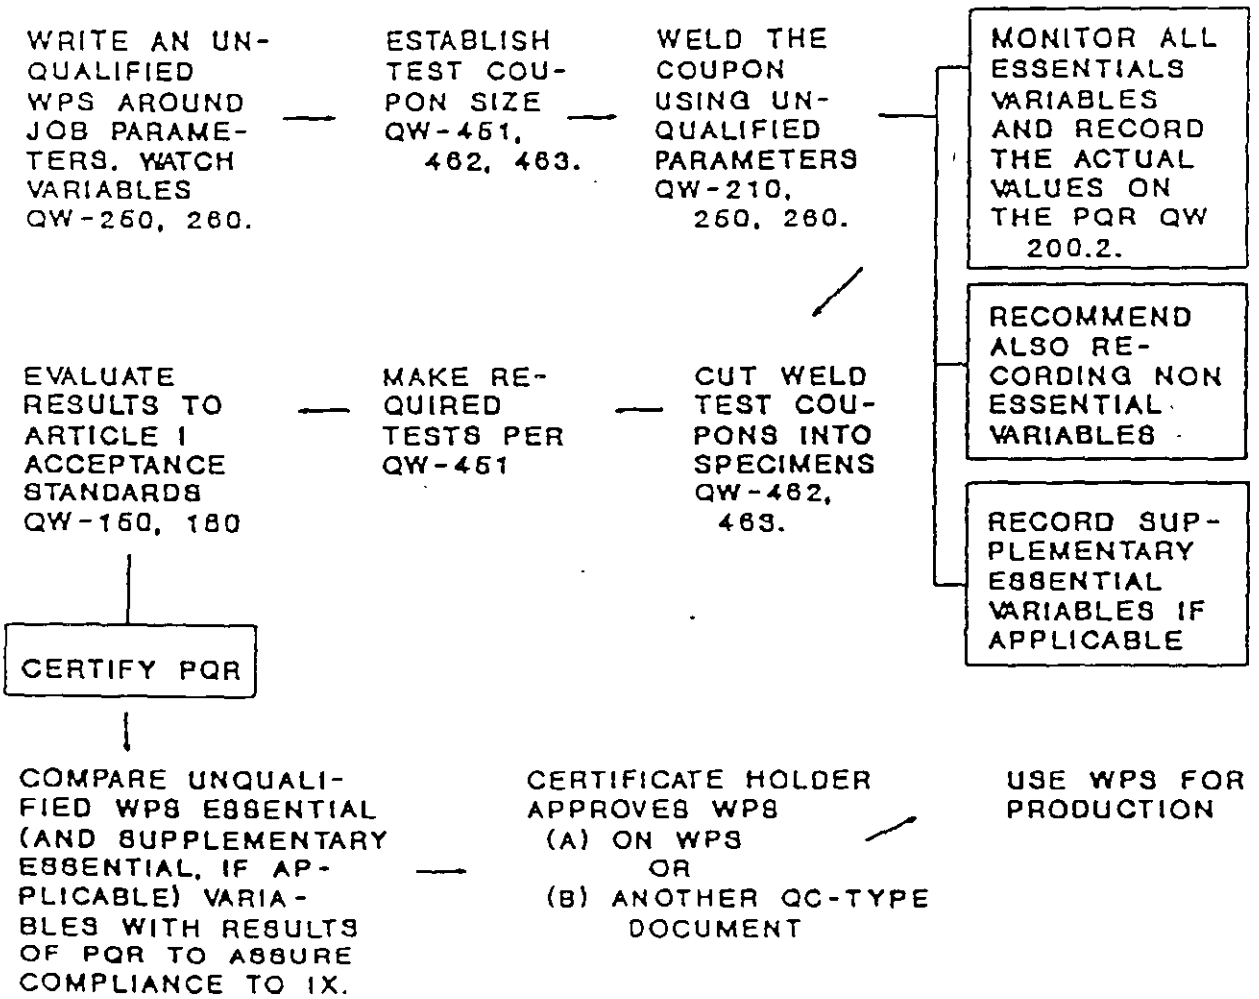 WRITE AN UN-
QUALIFIED
WPS AROUND
JOB PARAME-
TERS. WATCH
VARIABLES
QW-250, 260.
ESTABLISH
TEST COU-
PON SIZE
QW-451,
462, 463.
WELD THE
COUPON
USING UN-
QUALIFIED
PARAMETERS
QW-210,
250, 260.
MONITOR ALL
ESSENTIALS
VARIABLES
AND RECORD
THE ACTUAL
VALUES ON
THE PQR QW
200.2.
RECOMMEND
ALSO RE-
CORDING NON
ESSENTIAL
VARIABLES
RECORD SUP-
PLEMENTARY
ESSENTIAL
VARIABLES IF
APPLICABLE
CUT WELD
TEST COU-
PONS INTO
SPECIMENS
QW-462,
463.
MAKE RE-
QUIRED
TESTS PER
QW-451
EVALUATE
RESULTS TO
ARTICLE I
ACCEPTANCE
STANDARDS
QW-150, 160
CERTIFY PQR
COMPARE UNQUALI-
FIED WPS ESSENTIAL
(AND SUPPLEMENTARY
ESSENTIAL, IF AP-
PLICABLE) VARIA-
BLES WITH RESULTS
OF PQR TO ASSURE
COMPLIANCE TO IX.
CERTIFICATE HOLDER
APPROVES WPS
(A) ON WPS
OR
(B) ANOTHER QC-TYPE
DOCUMENT
USE WPS FOR
PRODUCTION